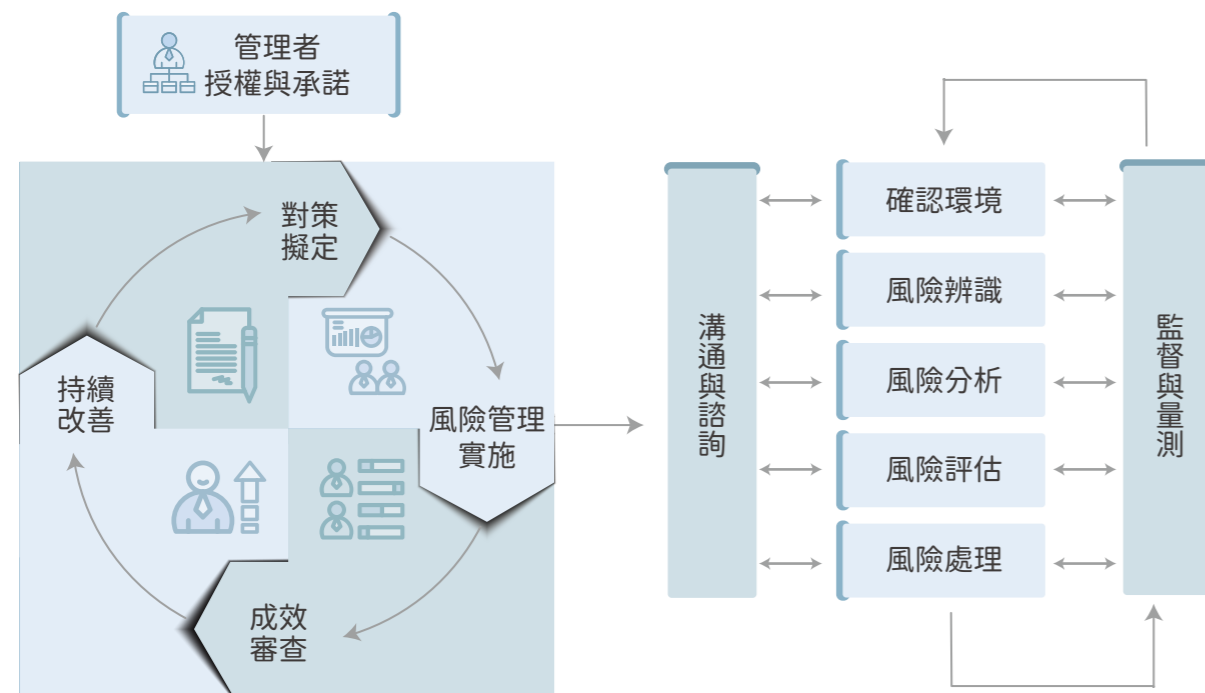 管理者
授權與承諾
對策
擬定
風險管理
實施
成效
審查
持續
改善
溝通與諮詢
確認環境
風險辨識
風險分析
風險評估
風險處理
監督與量測